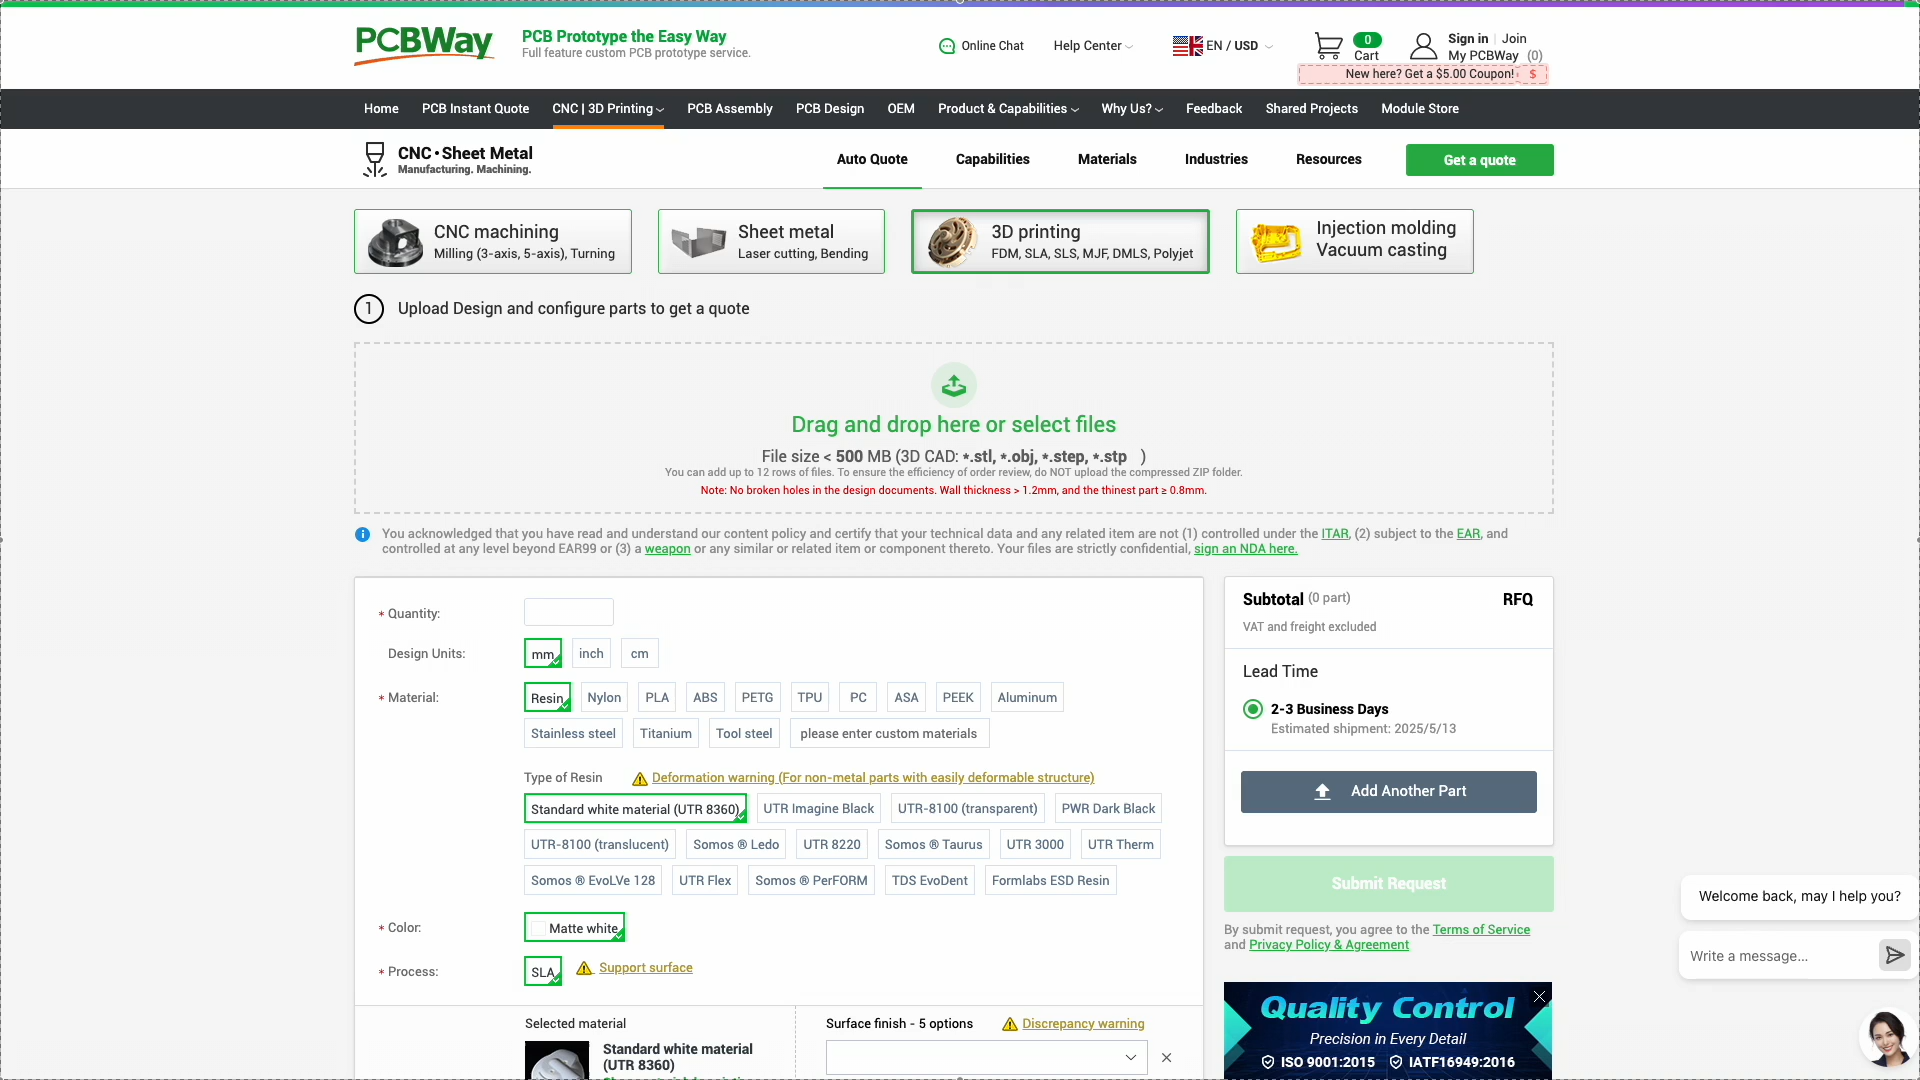 PCBWay
PCB Prototype the Easy Way
Full feature custom PCB prototype service.
Online Chat
Help Center
EN / USD
0
Cart
Sign in | Join
My PCBWay (0)
New here? Get a $5.00 Coupon! $
Home PCB Instant Quote CNC | 3D Printing PCB Assembly PCB Design OEM Product & Capabilities Why Us? Feedback Shared Projects Module Store
CNC • Sheet Metal
Manufacturing. Machining.
Auto Quote Capabilities Materials Industries Resources Get a quote
CNC machining
Milling (3-axis, 5-axis), Turning
Sheet metal
Laser cutting, Bending
3D printing
FDM, SLA, SLS, MJF, DMLS, Polyjet
Injection molding
Vacuum casting
1 Upload Design and configure parts to get a quote
Drag and drop here or select files
File size < 500 MB (3D CAD: *.stl, *.obj, *.step, *.stp )
You can add up to 12 rows of files. To ensure the efficiency of order review, do NOT upload the compressed ZIP folder.
Note: No broken holes in the design documents. Wall thickness > 1.2mm, and the thinest part ≥ 0.8mm.
You acknowledged that you have read and understand our content policy and certify that your technical data and any related item are not (1) controlled under the ITAR, (2) subject to the EAR, and
controlled at any level beyond EAR99 or (3) a weapon or any similar or related item or component thereto. Your files are strictly confidential, sign an NDA here.
* Quantity:
Design Units: mm inch cm
* Material: Resin Nylon PLA ABS PETG TPU PC ASA PEEK Aluminum
Stainless steel Titanium Tool steel please enter custom materials
Type of Resin Deformation warning (For non-metal parts with easily deformable structure)
Standard white material (UTR 8360) UTR Imagine Black UTR-8100 (transparent) PWR Dark Black
UTR-8100 (translucent) Somos ® Ledo UTR 8220 Somos ® Taurus UTR 3000 UTR Therm
Somos ® EvoLVe 128 UTR Flex Somos ® PerFORM TDS EvoDent Formlabs ESD Resin
* Color: Matte white
* Process: SLA Support surface
Selected material
Standard white material
(UTR 8360)
Surface finish - 5 options Discrepancy warning
Subtotal (0 part) RFQ
VAT and freight excluded
Lead Time
2-3 Business Days
Estimated shipment: 2025/5/13
Add Another Part
Submit Request
By submit request, you agree to the Terms of Service
and Privacy Policy & Agreement
Quality Control
Precision in Every Detail
ISO 9001:2015 IATF16949:2016
Welcome back, may I help you?
Write a message...